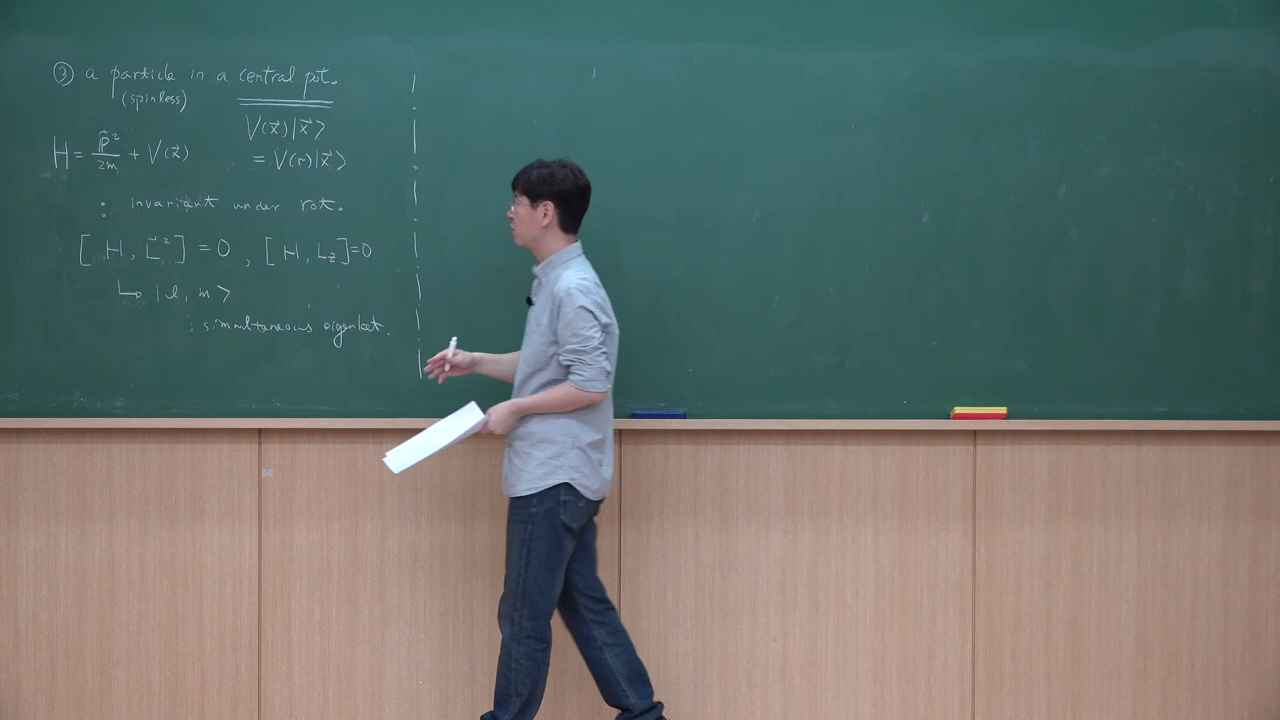 ③ a particle in a central pot.
(spinless)
V(x⃗)|x⃗⟩
= V(r)|x⃗⟩
H = p⃗²/2m + V(x⃗)
: invariant under rot.
[H, L⃗²] = 0 , [H, Lz] = 0
↳ |l, m⟩
: simultaneous eigenket.